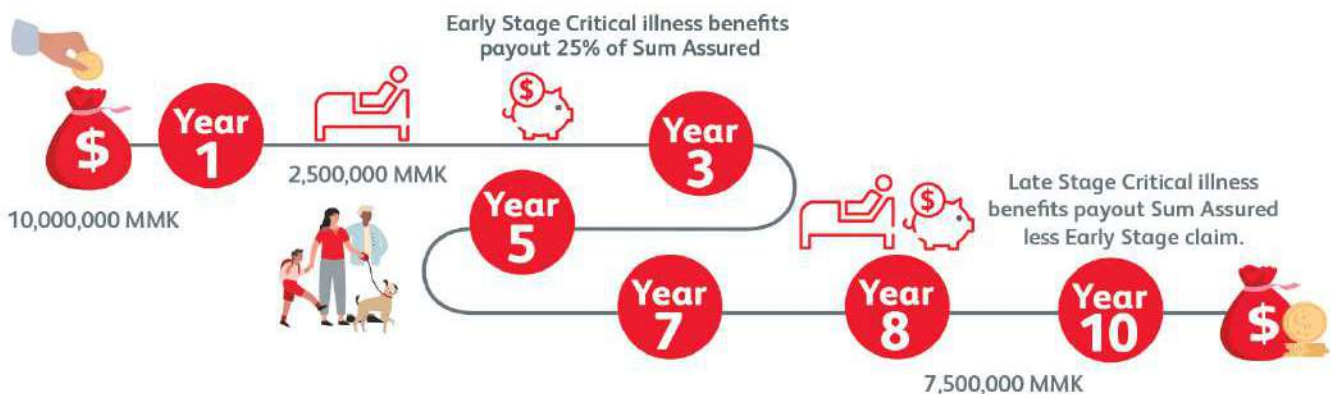 Early Stage Critical illness benefits
payout 25% of Sum Assured
$
$
10,000,000 MMK
Year
1
2,500,000 MMK
Year
3
Year
5
$
Late Stage Critical illness
benefits payout Sum Assured
less Early Stage claim.
Year
7
Year
8
Year
10
$
7,500,000 MMK